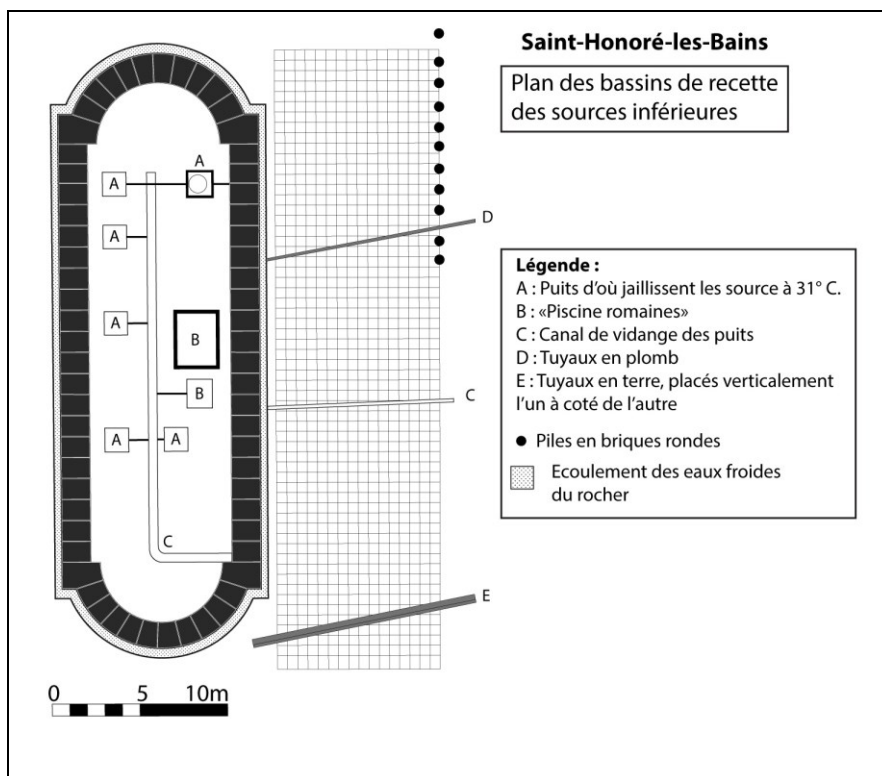 Saint-Honoré-les-Bains
Plan des bassins de recette
des sources inférieures
A
A
A
D
Légende :
A : Puits d'où jaillissent les source à 31° C.
B : «Piscine romaines»
C : Canal de vidange des puits
D : Tuyaux en plomb
E : Tuyaux en terre, placés verticalement
l'un à coté de l'autre
Piles en briques rondes
Ecoulement des eaux froides
du rocher
A
B
B
C
A
A
C
E
0 5 10m